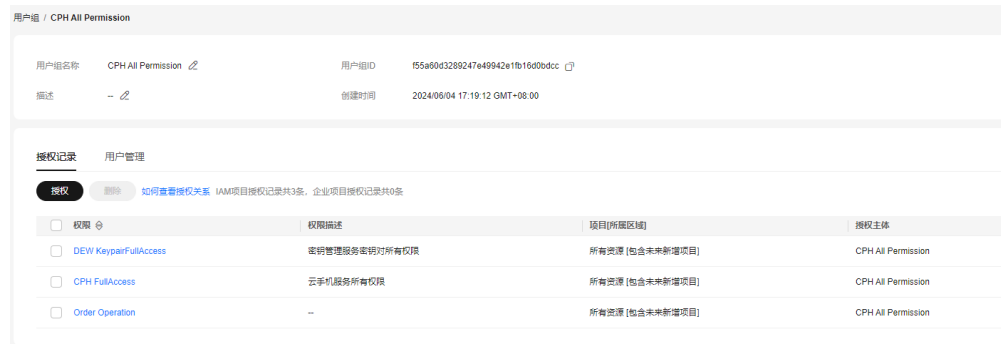 用户组 / CPH All Permission
用户组名称 CPH All Permission 用户组ID f55a60d3289247e49942e1fb16d0bdcc
描述 -- 创建时间 2024/06/04 17:19:12 GMT+08:00
授权记录 用户管理
授权 删除 如何查看授权关系 IAM项目授权记录共3条，企业项目授权记录共0条
权限 权限描述 项目[所属区域] 授权主体
DEW KeypairFullAccess 密钥管理服务密钥对所有权限 所有资源 [包含未来新增项目] CPH All Permission
CPH FullAccess 云手机服务所有权限 所有资源 [包含未来新增项目] CPH All Permission
Order Operation -- 所有资源 [包含未来新增项目] CPH All Permission